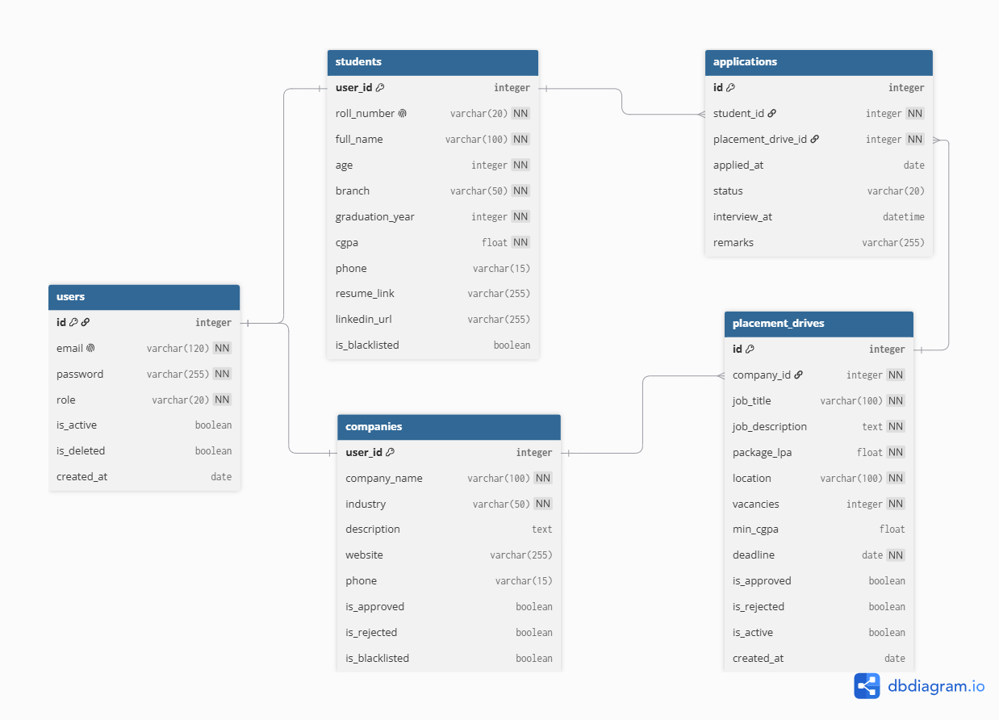 students
user_id integer
roll_number varchar(20) NN
full_name varchar(100) NN
age integer NN
branch varchar(50) NN
graduation_year integer NN
cgpa float NN
phone varchar(15)
resume_link varchar(255)
linkedin_url varchar(255)
is_blacklisted boolean
applications
id integer
student_id integer NN
placement_drive_id integer NN
applied_at date
status varchar(20)
interview_at datetime
remarks varchar(255)
users
id integer
email varchar(120) NN
password varchar(255) NN
role varchar(20) NN
is_active boolean
is_deleted boolean
created_at date
companies
user_id integer
company_name varchar(100) NN
industry varchar(50) NN
description text
website varchar(255)
phone varchar(15)
is_approved boolean
is_rejected boolean
is_blacklisted boolean
placement_drives
id integer
company_id integer NN
job_title varchar(100) NN
job_description text NN
package_lpa float NN
location varchar(100) NN
vacancies integer NN
min_cgpa float
deadline date NN
is_approved boolean
is_rejected boolean
is_active boolean
created_at date
dbdiagram.io